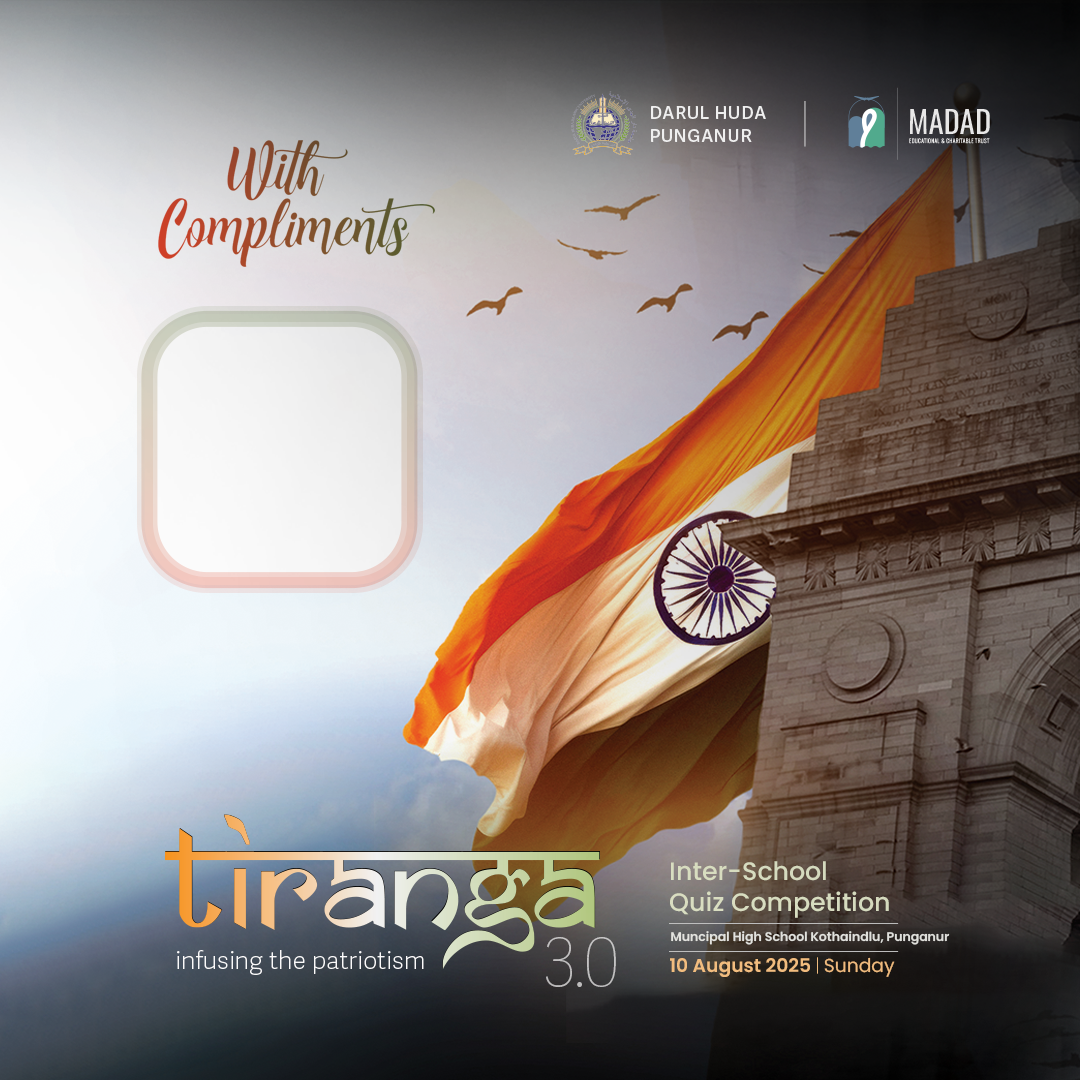 DARUL HUDA
PUNGANUR
MADAD
EDUCATIONAL & CHARITABLE TRUST
With
Compliments
tiranga
3.0
infusing the patriotism
Inter-School
Quiz Competition
Muncipal High School Kothaindlu, Punganur
10 August 2025 | Sunday